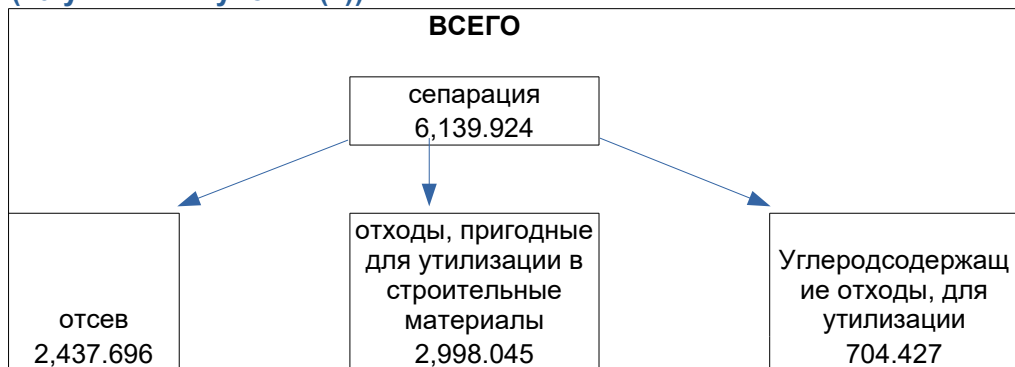 ВСЕГО
сепарация
6,139.924
отсев
2,437.696
отходы, пригодные
для утилизации в
строительные
материалы
2,998.045
Углеродсодержащ
ие отходы, для
утилизации
704.427